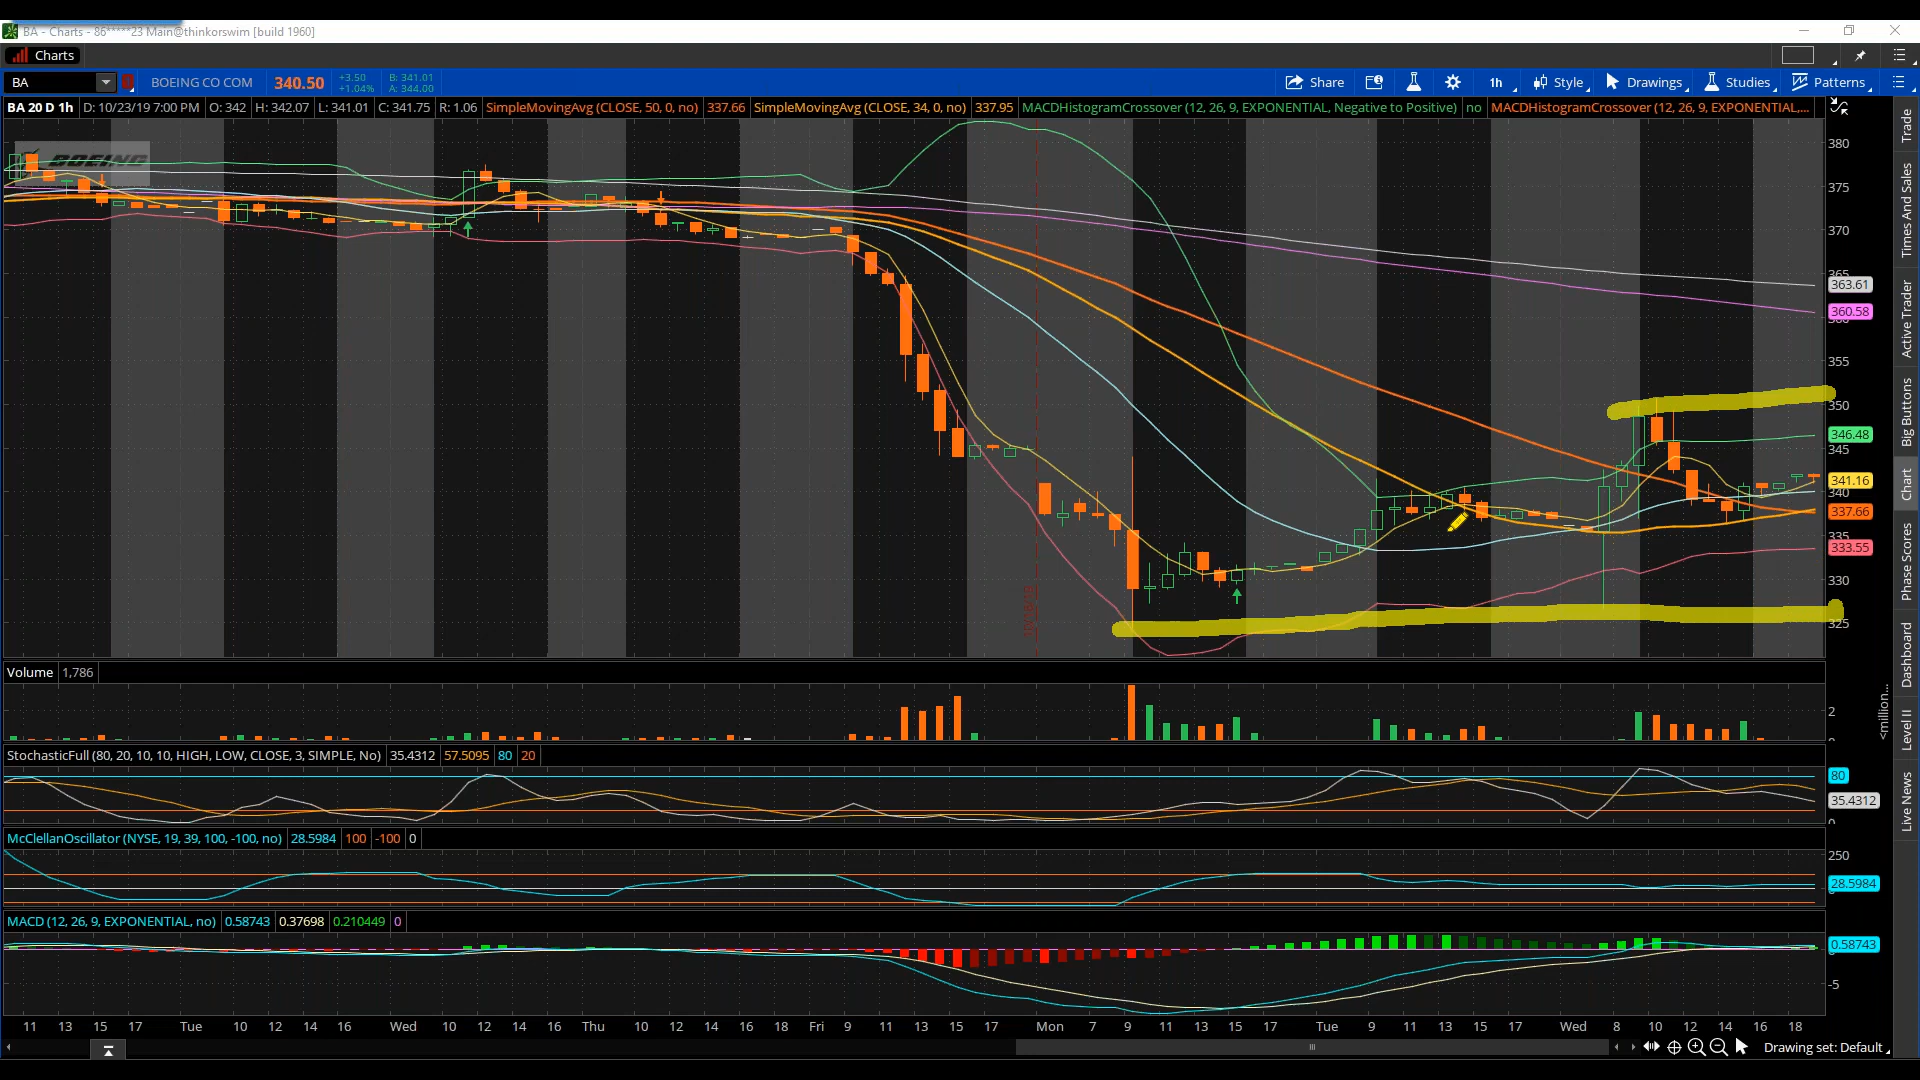 BA - Charts - 86*****23 Main@thinkorswim [build 1960]
Charts
BA BOEING CO COM 340.50 +3.50 +1.04% B: 341.01 A: 344.00 Share 1h Style Drawings Studies Patterns
BA 20 D 1h D: 10/23/19 7:00 PM O: 342 H: 342.07 L: 341.01 C: 341.75 R: 1.06 SimpleMovingAvg (CLOSE, 50, 0, no) 337.66 SimpleMovingAvg (CLOSE, 34, 0, no) 337.95 MACDHistogramCrossover (12, 26, 9, EXPONENTIAL, Negative to Positive) no MACDHistogramCrossover (12, 26, 9, EXPONENTIAL,...
BOEING
380
375
370
365
363.61
360.58
355
350
346.48
345
341.16
340
337.66
335
333.55
330
325
Volume 1,786
2
<million...
StochasticFull (80, 20, 10, 10, HIGH, LOW, CLOSE, 3, SIMPLE, No) 35.4312 57.5095 80 20
80
35.4312
McClellanOscillator (NYSE, 19, 39, 100, -100, no) 28.5984 100 -100 0
250
28.5984
MACD (12, 26, 9, EXPONENTIAL, no) 0.58743 0.37698 0.210449 0
0.58743
-5
11 13 15 17 Tue 10 12 14 16 Wed 10 12 14 16 Thu 10 12 14 16 18 Fri 9 11 13 15 17 Mon 7 9 11 13 15 17 Tue 9 11 13 15 17 Wed 8 10 12 14 16 18
Drawing set: Default
Trade
Times And Sales
Active Trader
Big Buttons
Chart
Phase Scores
Dashboard
Level II
Live News